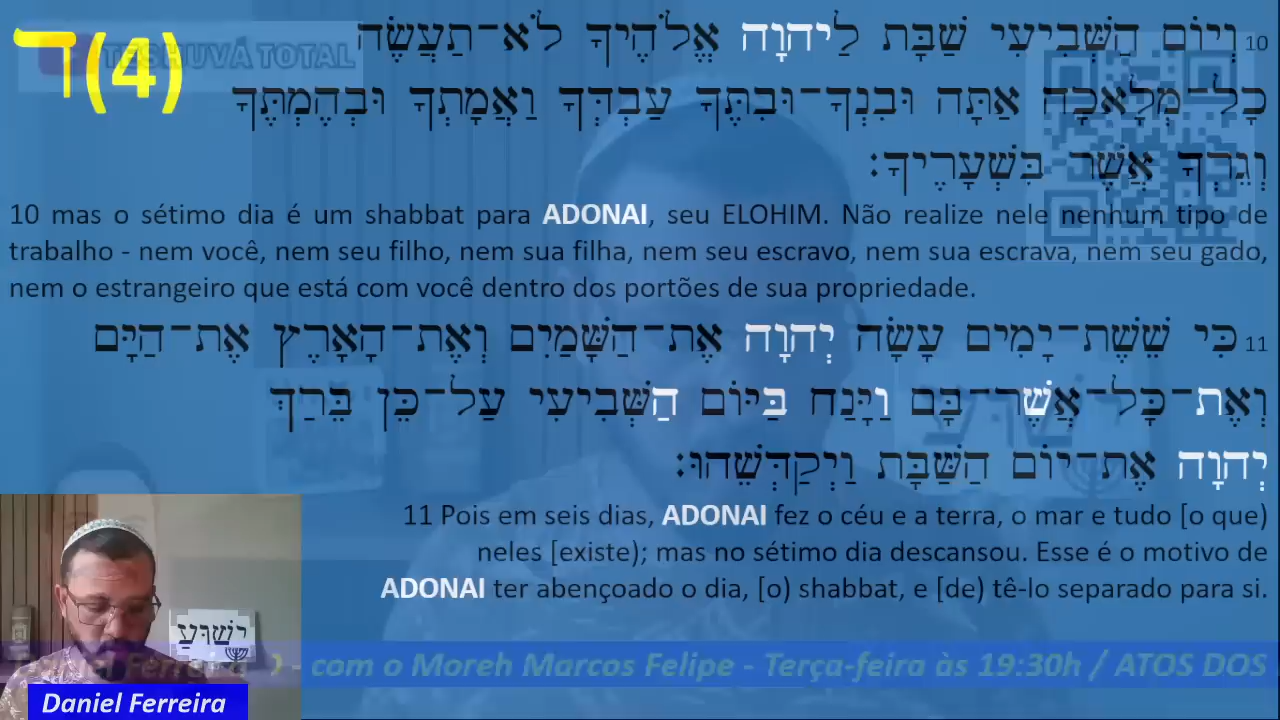 ד(4)
TESHUVÁ TOTAL
10 וְיוֹם הַשְּׁבִיעִי שַׁבָּת לַיהוָה אֱלֹהֶיךָ לֹא־תַעֲשֶׂה
כָל־מְלָאכָה אַתָּה וּבִנְךָ־וּבִתֶּךָ עַבְדְּךָ וַאֲמָתְךָ וּבְהֶמְתֶּךָ
וְגֵרְךָ אֲשֶׁר בִּשְׁעָרֶיךָ׃
10 mas o sétimo dia é um shabbat para ADONAI, seu ELOHIM. Não realize nele nenhum tipo de
trabalho - nem você, nem seu filho, nem sua filha, nem seu escravo, nem sua escrava, nem seu gado,
nem o estrangeiro que está com você dentro dos portões de sua propriedade.
11 כִּי שֵׁשֶׁת־יָמִים עָשָׂה יְהוָה אֶת־הַשָּׁמַיִם וְאֶת־הָאָרֶץ אֶת־הַיָּם
וְאֶת־כָּל־אֲשֶׁר־בָּם וַיָּנַח בַּיּוֹם הַשְּׁבִיעִי עַל־כֵּן בֵּרַךְ
יְהוָה אֶת־יוֹם הַשַּׁבָּת וַיְקַדְּשֵׁהוּ׃
11 Pois em seis dias, ADONAI fez o céu e a terra, o mar e tudo [o que)
neles [existe); mas no sétimo dia descansou. Esse é o motivo de
ADONAI ter abençoado o dia, [o) shabbat, e [de) tê-lo separado para si.
ישוע
) - com o Moreh Marcos Felipe - Terça-feira às 19:30h / ATOS DOS
Daniel Ferreira